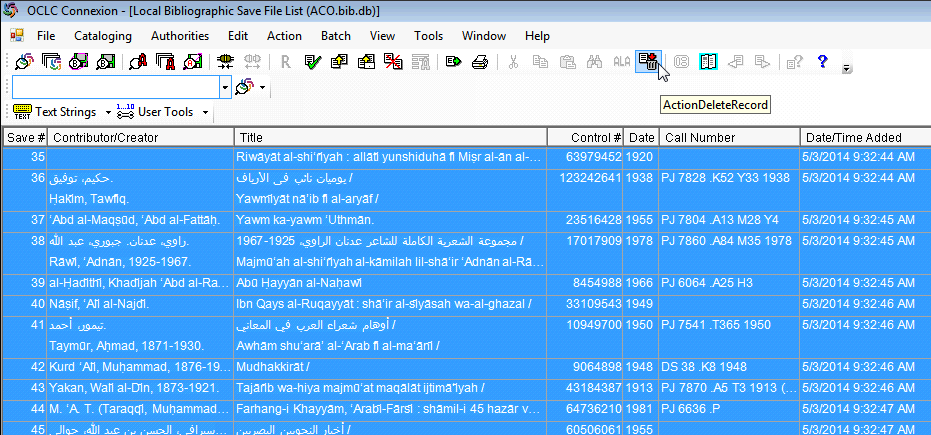 OCLC Connexion - [Local Bibliographic Save File List (ACO.bib.db)]
File Cataloging Authorities Edit Action Batch View Tools Window Help
R ALA ?
ActionDeleteRecord
TEXT Text Strings 1...10 User Tools
Save # Contributor/Creator Title Control # Date Call Number Date/Time Added
35 Riwāyāt al-shiʻrīyah : allātī yunshiduhā fī Miṣr al-ān al-... 63979452 1920 5/3/2014 9:32:44 AM
36 حكيم، توفيق. يوميات نائب فى الأرياف / 123242641 1938 PJ 7828 .K52 Y33 1938 5/3/2014 9:32:44 AM
Ḥakīm, Tawfīq. Yawmīyāt nāʼib fī al-aryāf /
37 ʻAbd al-Maqṣūd, ʻAbd al-Fattāḥ. Yawm ka-yawm ʻUthmān. 23516428 1955 PJ 7804 .A13 M28 Y4 5/3/2014 9:32:45 AM
38 راوي، عدنان. جبوري، عبد الله. مجموعة الشعرية الكاملة للشاعر عدنان الراوي، 1925-1967 / 17017909 1978 PJ 7860 .A84 M35 1978 5/3/2014 9:32:45 AM
Rāwī, ʻAdnān, 1925-1967. Majmūʻah al-shiʻrīyah al-kāmilah lil-shāʻir ʻAdnān al-Rā...
39 al-Ḥadīthī, Khadījah ʻAbd al-Ra... Abū Ḥayyān al-Naḥawī 8454988 1966 PJ 6064 .A25 H3 5/3/2014 9:32:45 AM
40 Nāṣif, ʻAlī al-Najdī. Ibn Qays al-Ruqayyāt : shāʻir al-siyāsah wa-al-ghazal / 33109543 1949 5/3/2014 9:32:46 AM
41 تيمور، أحمد. أوهام شعراء العرب في المعاني / 10949700 1950 PJ 7541 .T365 1950 5/3/2014 9:32:46 AM
Taymūr, Aḥmad, 1871-1930. Awhām shuʻarāʼ al-ʻArab fī al-maʻānī /
42 Kurd ʻAlī, Muḥammad, 1876-19... Mudhakkirāt / 9064898 1948 DS 38 .K8 1948 5/3/2014 9:32:46 AM
43 Yakan, Walī al-Dīn, 1873-1921. Tajārib wa-hiya majmūʻat maqālāt ijtimāʻīyah / 43184387 1913 PJ 7870 .A5 T3 1913 (... 5/3/2014 9:32:46 AM
44 M. ʻA. T. (Taraqqī, Muḥammad... Farhang-i Khayyām, ʻArabī-Fārsī : shāmil-i 45 hazār v... 64736210 1981 PJ 6636 .P 5/3/2014 9:32:47 AM
45 سيرافي، الحسن بن عبد الله، حوالي... أخبار النحويين البصريين 60506061 1955 5/3/2014 9:32:47 AM